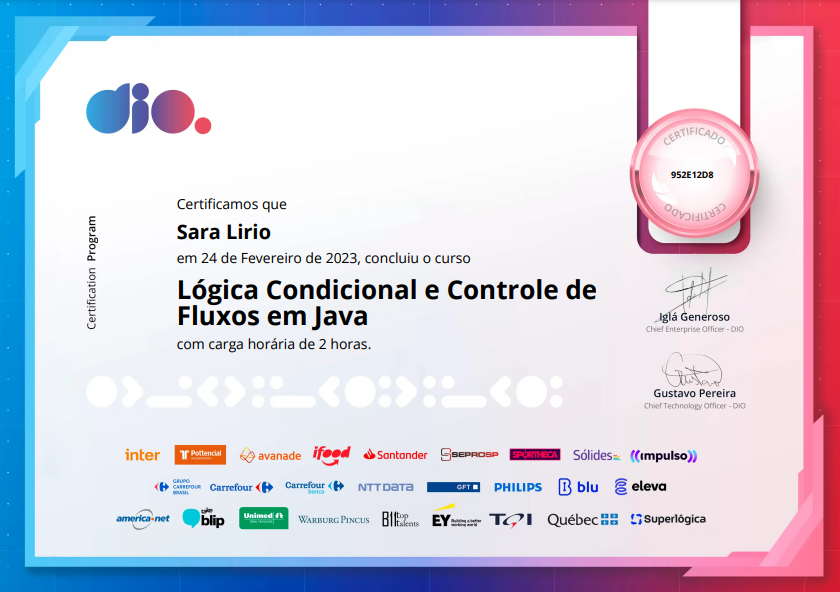 dio.
CERTIFICADO
952E12D8
CERTIFICADO
Certification Program
Certificamos que
Sara Lirio
em 24 de Fevereiro de 2023, concluiu o curso
Lógica Condicional e Controle de
Fluxos em Java
com carga horária de 2 horas.
Iglá Generoso
Chief Enterprise Officer - DIO
Gustavo Pereira
Chief Technology Officer - DIO
inter Pottencial avanade ifood Santander SEPROSP SPORTHECA Sólides impulso
GRUPO CARREFOUR BRASIL Carrefour Carrefour banco NTT DATA GFT PHILIPS blu eleva
america net take blip Unimed WARBURG PINCUS BH top talents EY Building a better working world Québec Superlógica